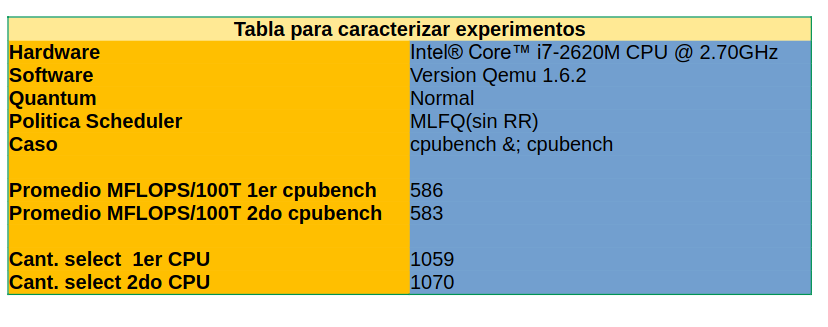 Tabla para caracterizar experimentos
Hardware Intel® Core™ i7-2620M CPU @ 2.70GHz
Software Version Qemu 1.6.2
Quantum Normal
Politica Scheduler MLFQ(sin RR)
Caso cpubench &; cpubench
Promedio MFLOPS/100T 1er cpubench 586
Promedio MFLOPS/100T 2do cpubench 583
Cant. select  1er CPU 1059
Cant. select 2do CPU 1070